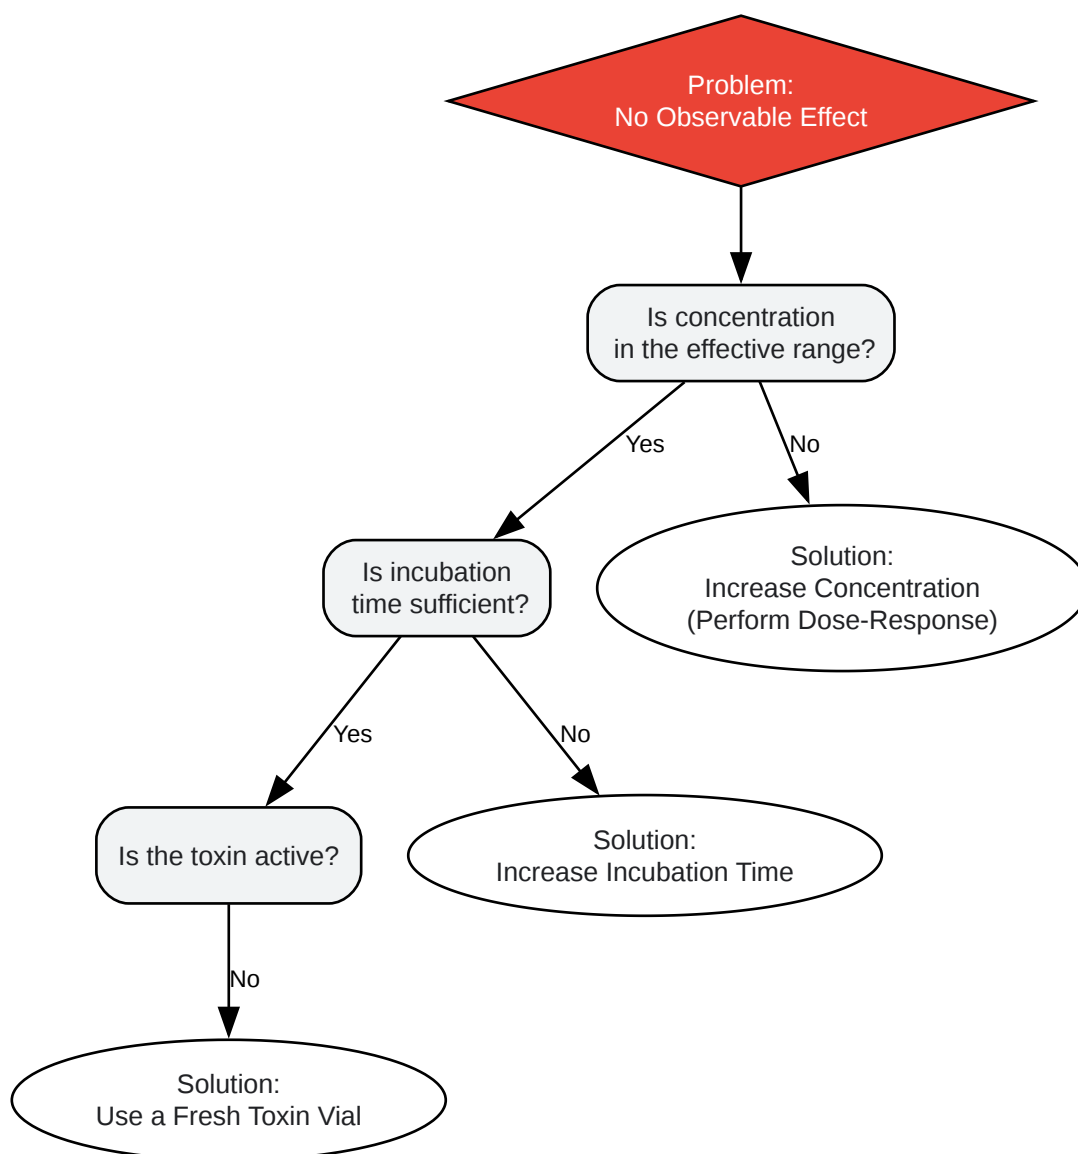 Problem:
No Observable Effect
Is concentration
in the effective range?
Yes
No
Solution:
Increase Concentration
(Perform Dose-Response)
Is incubation
time sufficient?
Yes
No
Solution:
Increase Incubation Time
Is the toxin active?
No
Solution:
Use a Fresh Toxin Vial